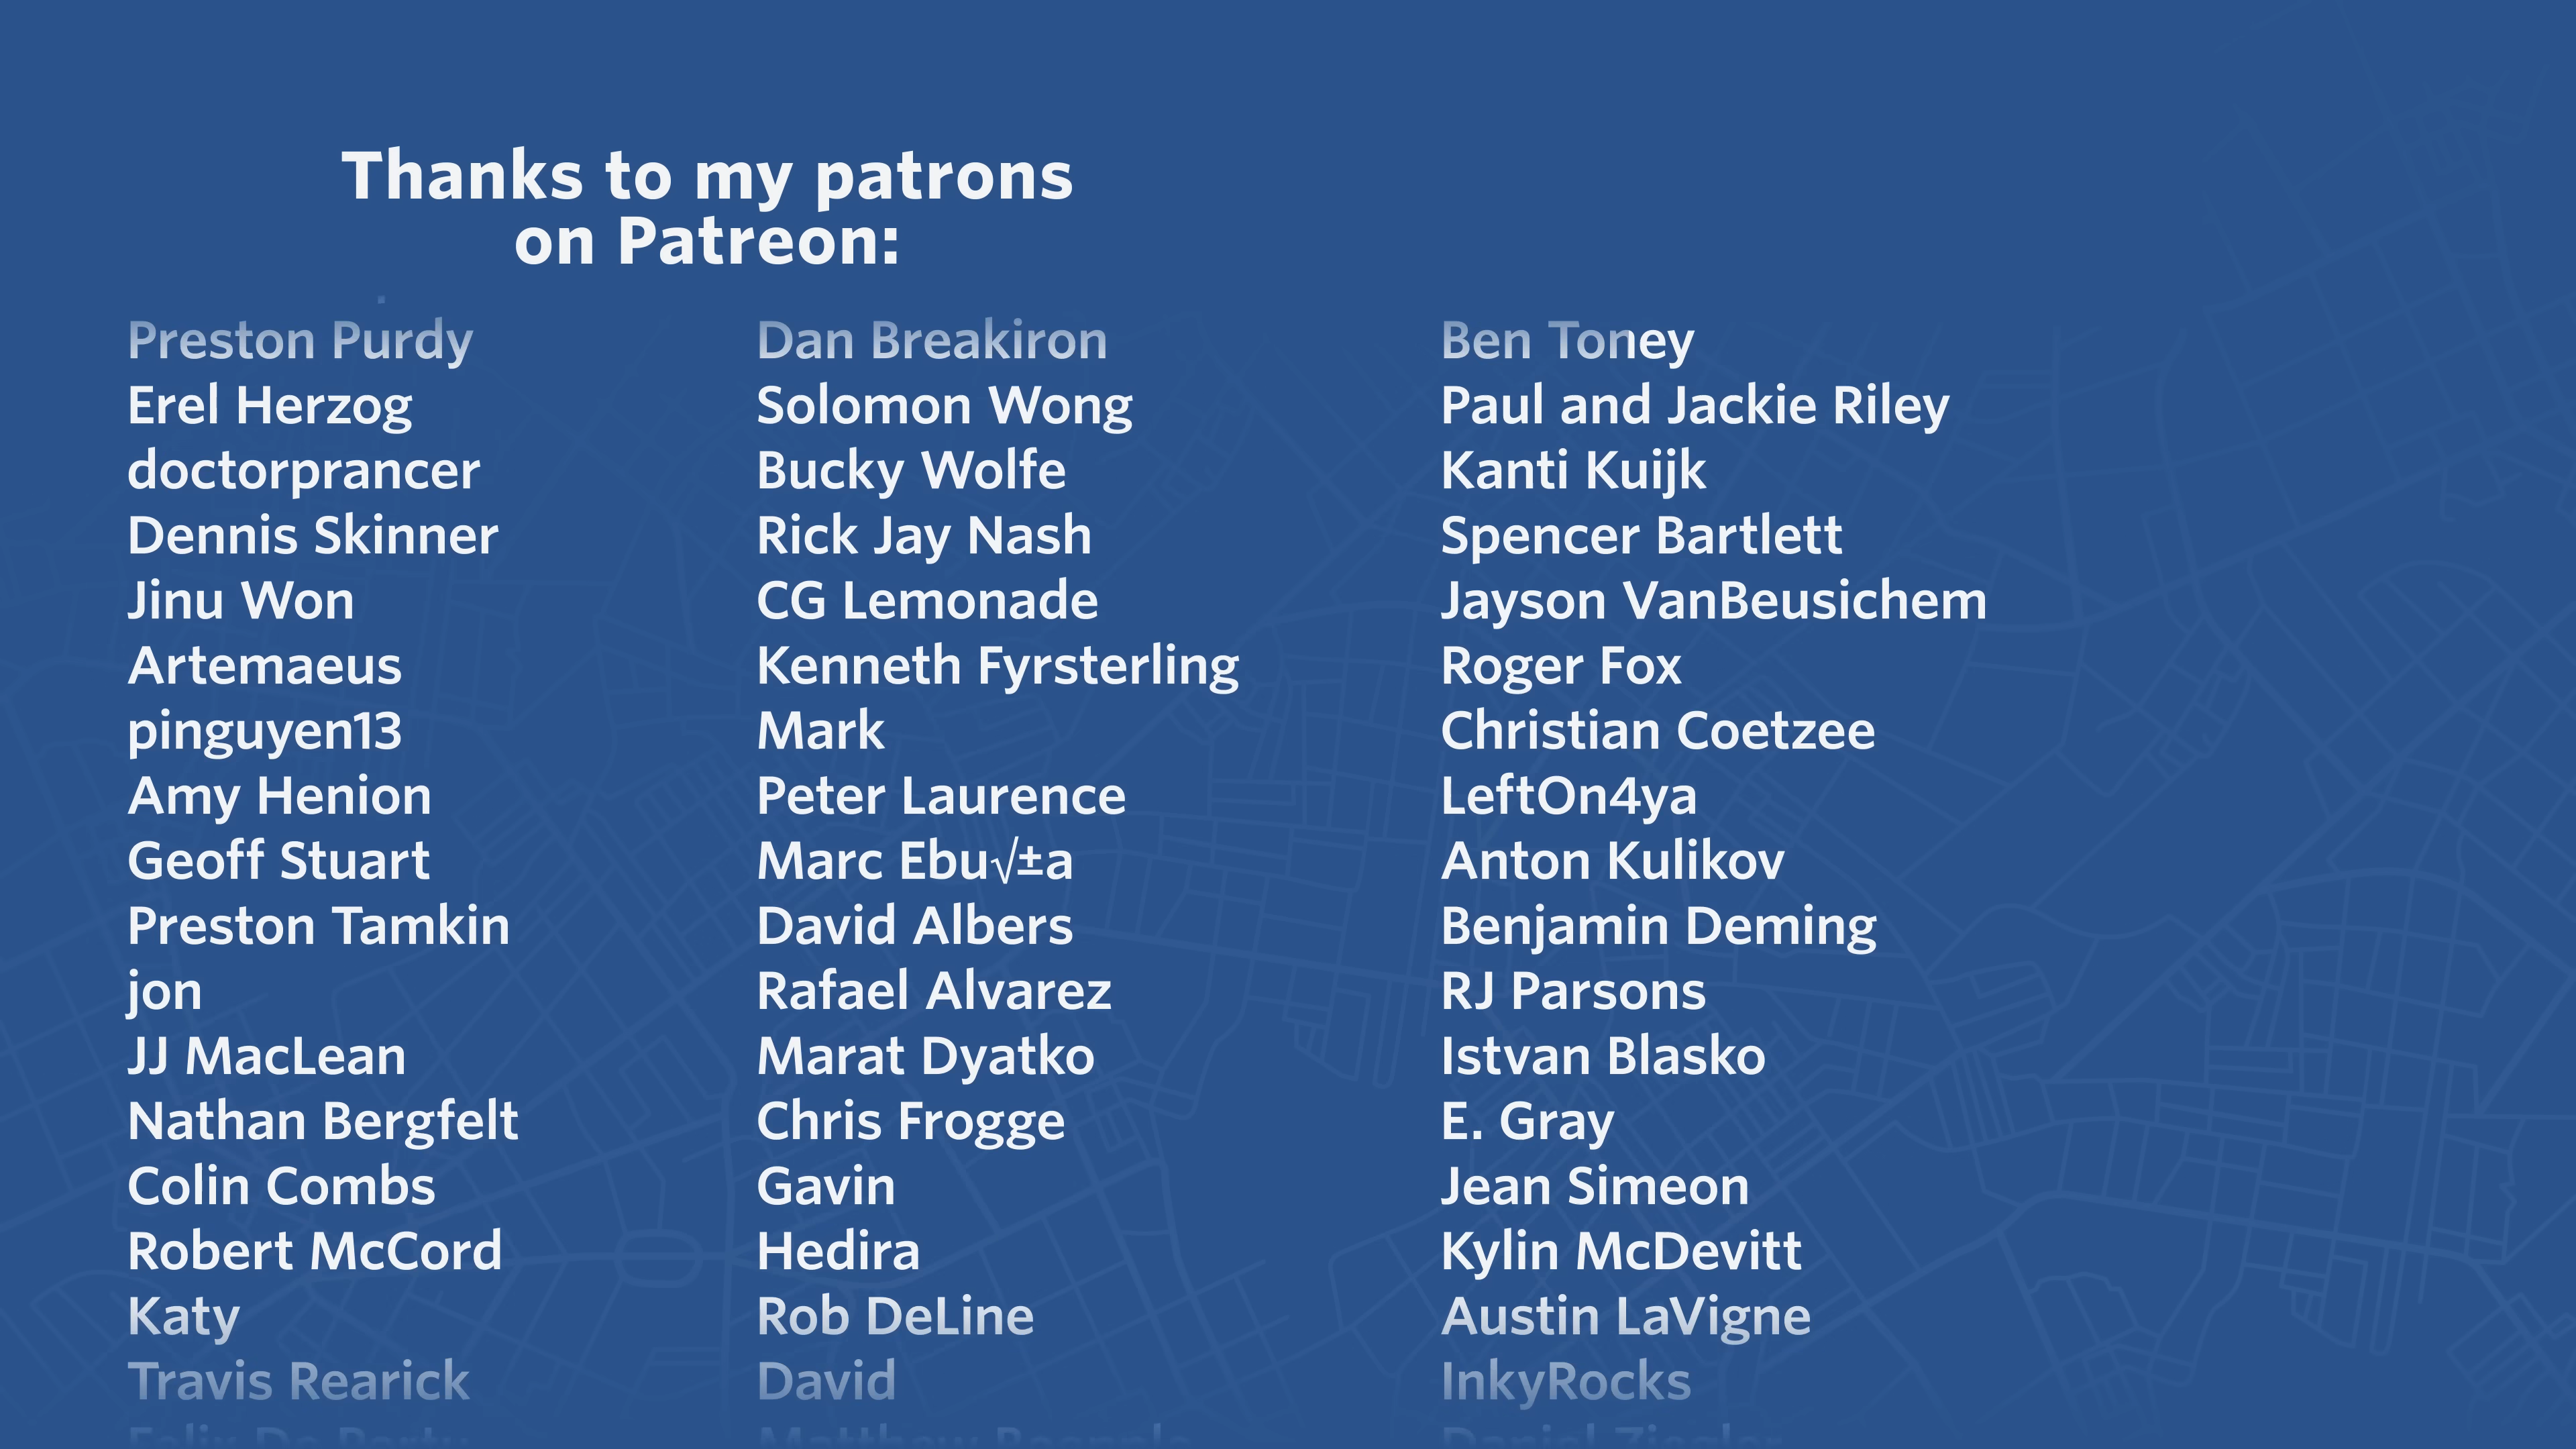 Thanks to my patrons
on Patreon:
Preston Purdy
Erel Herzog
doctorprancer
Dennis Skinner
Jinu Won
Artemaeus
pinguyen13
Amy Henion
Geoff Stuart
Preston Tamkin
jon
JJ MacLean
Nathan Bergfelt
Colin Combs
Robert McCord
Katy
Travis Rearick
Felix De
Dan Breakiron
Solomon Wong
Bucky Wolfe
Rick Jay Nash
CG Lemonade
Kenneth Fyrsterling
Mark
Peter Laurence
Marc Ebu√±a
David Albers
Rafael Alvarez
Marat Dyatko
Chris Frogge
Gavin
Hedira
Rob DeLine
David
Matthew
Ben Toney
Paul and Jackie Riley
Kanti Kuijk
Spencer Bartlett
Jayson VanBeusichem
Roger Fox
Christian Coetzee
LeftOn4ya
Anton Kulikov
Benjamin Deming
RJ Parsons
Istvan Blasko
E. Gray
Jean Simeon
Kylin McDevitt
Austin LaVigne
InkyRocks
Daniel Ziegler